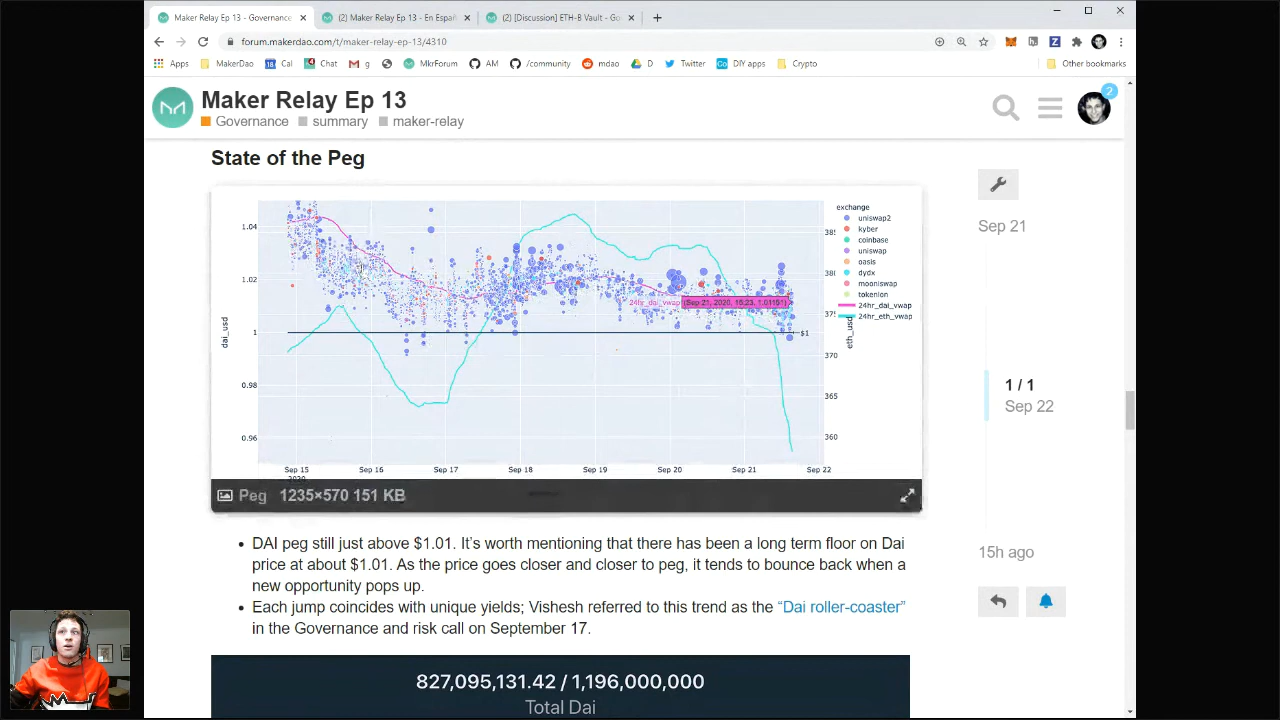 Maker Relay Ep 13 - Governance
(2) Maker Relay Ep 13 - En Españ
(2) [Discussion] ETH-B Vault - Go
forum.makerdao.com/t/maker-relay-ep-13/4310
Apps
MakerDao
Cal
Chat
g
MkrForum
AM
/community
mdao
D
Twitter
DIY apps
Crypto
Other bookmarks
Maker Relay Ep 13
Governance
summary
maker-relay
2
State of the Peg
exchange
uniswap2
kyber
coinbase
uniswap
oasis
dydx
mooniswap
tokenlon
24hr_dai_vwap
24hr_eth_vwap
dai_usd
1.04
1.02
1
0.98
0.96
24hr_dai_vwap
(Sep 21, 2020, 16:23, 1.01151)
$1
38
38
37
370
365
360
eth_usd
Sep 15
2020
Sep 16
Sep 17
Sep 18
Sep 19
Sep 20
Sep 21
Sep 22
Peg 1235×570 151 KB
DAI peg still just above $1.01. It's worth mentioning that there has been a long term floor on Dai
price at about $1.01. As the price goes closer and closer to peg, it tends to bounce back when a
new opportunity pops up.
Each jump coincides with unique yields; Vishesh referred to this trend as the “Dai roller-coaster”
in the Governance and risk call on September 17.
827,095,131.42 / 1,196,000,000
Total Dai
Sep 21
1 / 1
Sep 22
15h ago